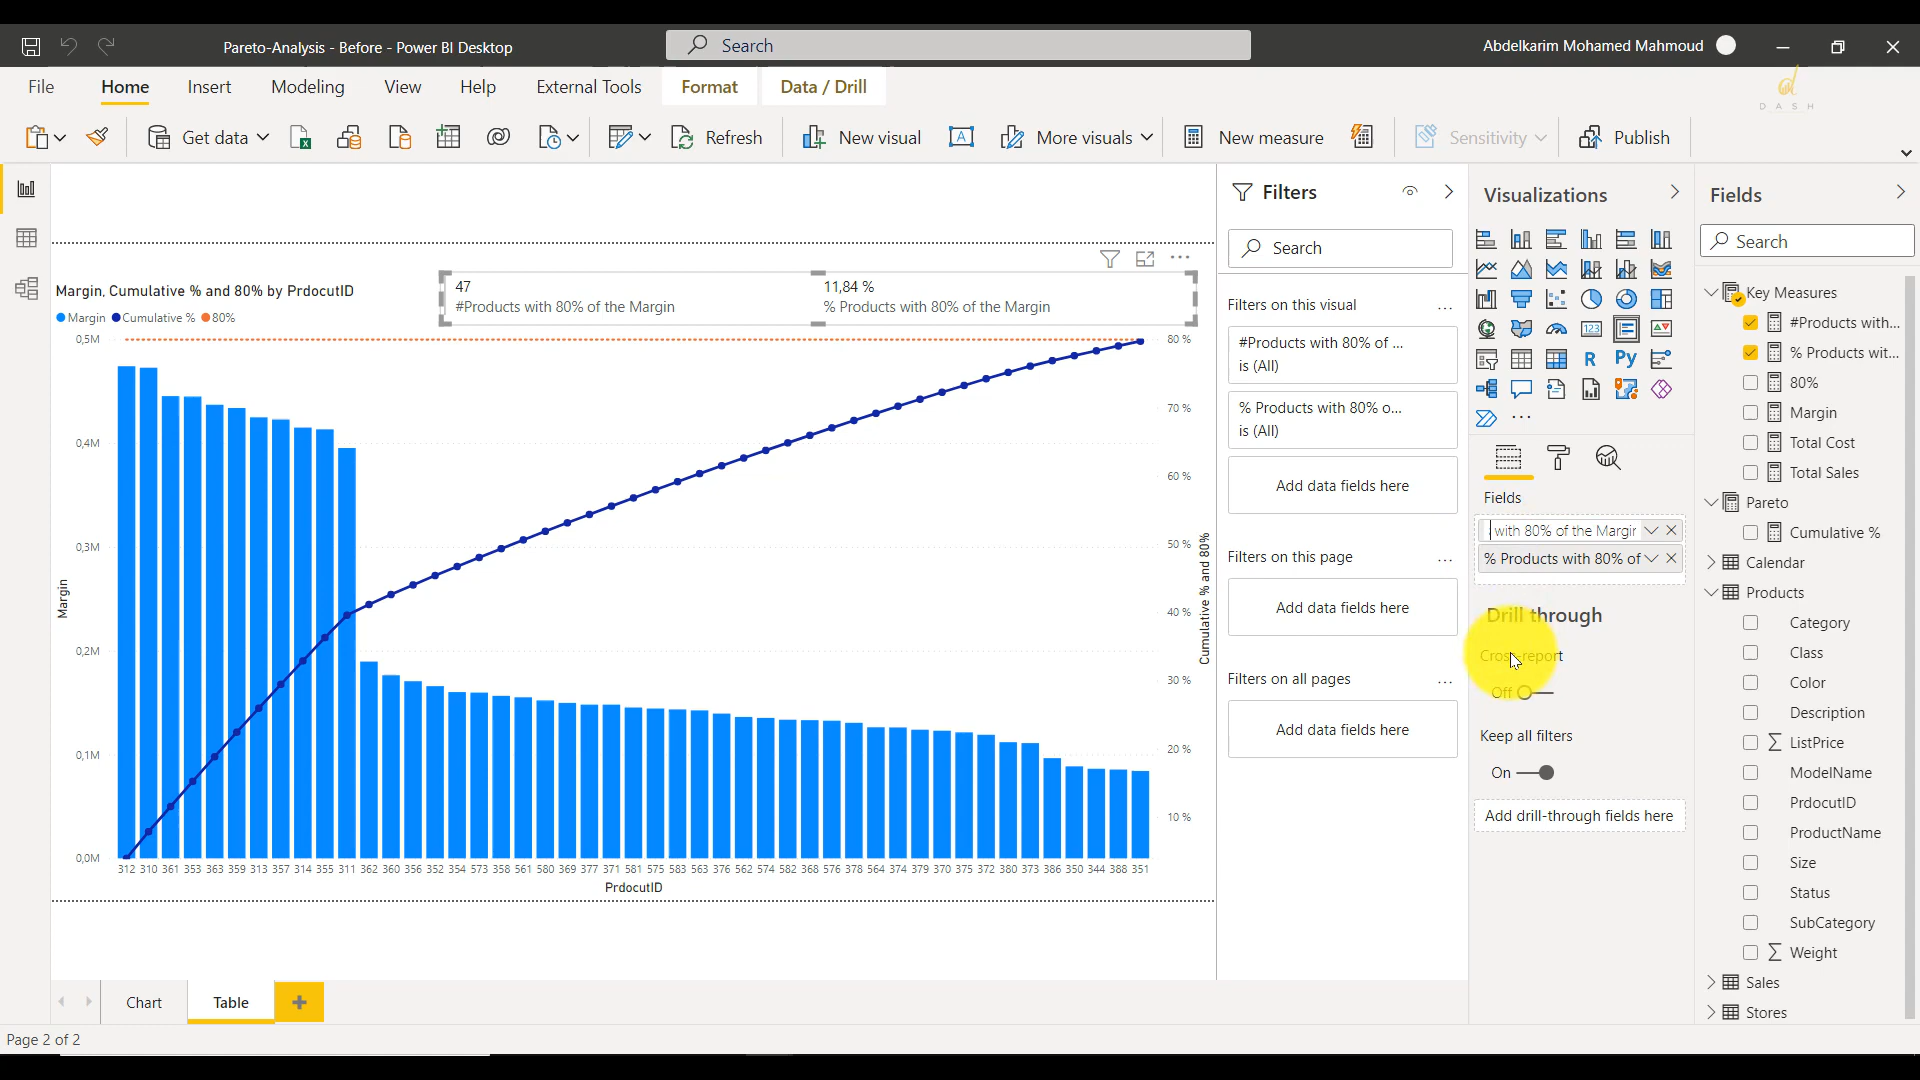 Pareto-Analysis - Before - Power BI Desktop
Search
Abdelkarim Mohamed Mahmoud
File
Home
Insert
Modeling
View
Help
External Tools
Format
Data / Drill
DASH
Get data
Refresh
New visual
More visuals
New measure
Sensitivity
Publish
Margin, Cumulative % and 80% by PrdocutID
Margin
Cumulative %
80%
47
#Products with 80% of the Margin
11,84 %
% Products with 80% of the Margin
0,5M
0,4M
0,3M
0,2M
0,1M
0,0M
Margin
80 %
70 %
60 %
50 %
40 %
30 %
20 %
10 %
Cumulative % and 80%
312 310 361 353 363 359 313 357 314 355 311 362 360 356 352 354 573 358 561 580 369 377 371 581 575 583 563 376 562 574 582 368 576 378 564 374 379 370 375 372 380 373 386 350 344 388 351
PrdocutID
Filters
Search
Filters on this visual
...
#Products with 80% of ...
is (All)
% Products with 80% o...
is (All)
Add data fields here
Filters on this page
...
Add data fields here
Filters on all pages
...
Add data fields here
Visualizations
123
R
Py
Fields
with 80% of the Margin
% Products with 80% of
Drill through
Cross-report
Off
Keep all filters
On
Add drill-through fields here
Fields
Search
Key Measures
#Products with...
% Products wit...
80%
Margin
Total Cost
Total Sales
Pareto
Cumulative %
Calendar
Products
Category
Class
Color
Description
ListPrice
ModelName
PrdocutID
ProductName
Size
Status
SubCategory
Weight
Sales
Stores
Chart
Table
Page 2 of 2